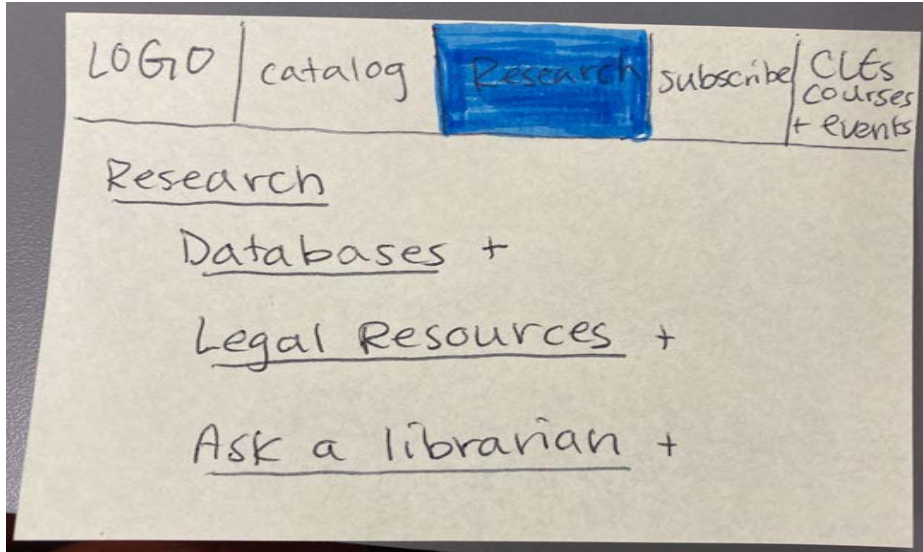 LOGO
catalog
Research
subscribe
CLEs
courses
+ events
Research
Databases +
Legal Resources +
Ask a librarian +